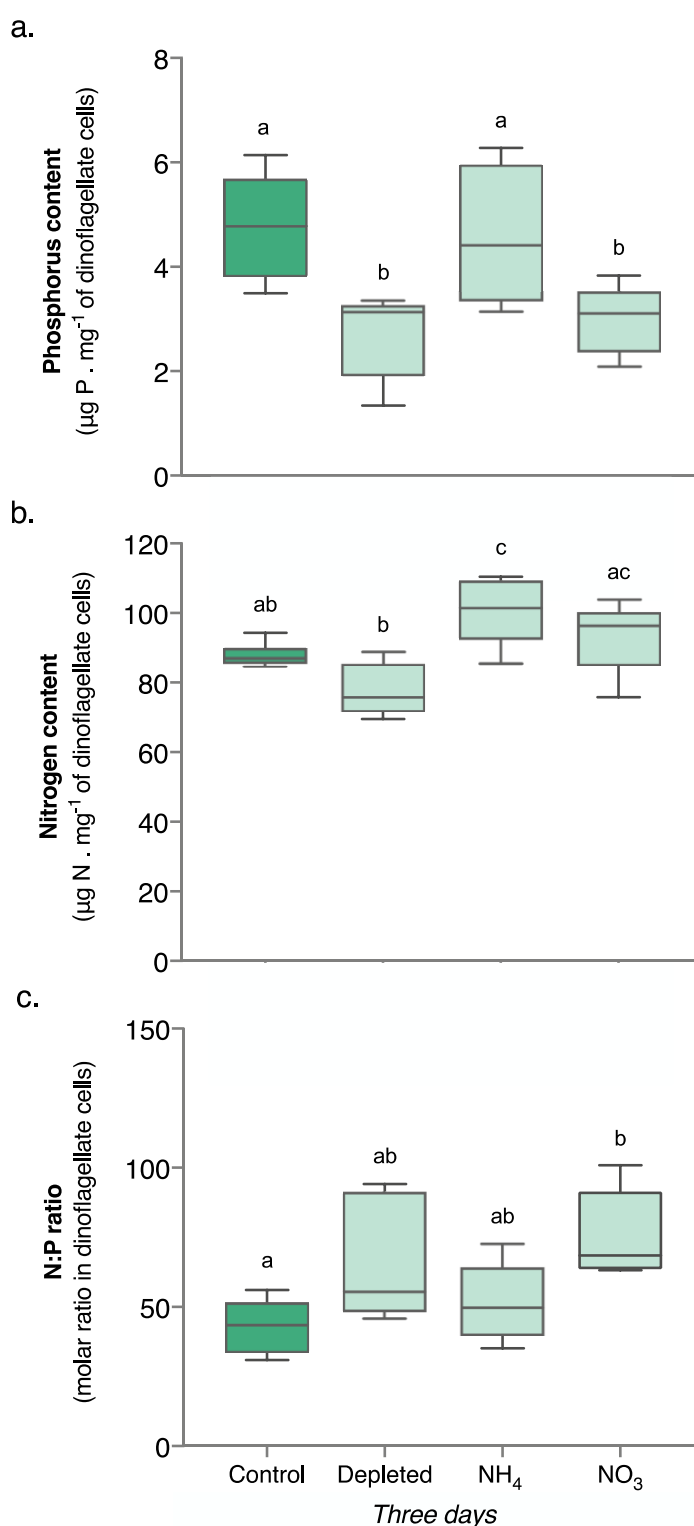 a.
Phosphorus content
(µg P . mg⁻¹ of dinoflagellate cells)
8
6
4
2
0
a
b
a
b
b.
Nitrogen content
(µg N . mg⁻¹ of dinoflagellate cells)
120
100
80
60
40
20
0
ab
b
c
ac
c.
N:P ratio
(molar ratio in dinoflagellate cells)
150
100
50
0
a
ab
ab
b
Control Depleted NH₄ NO₃
Three days